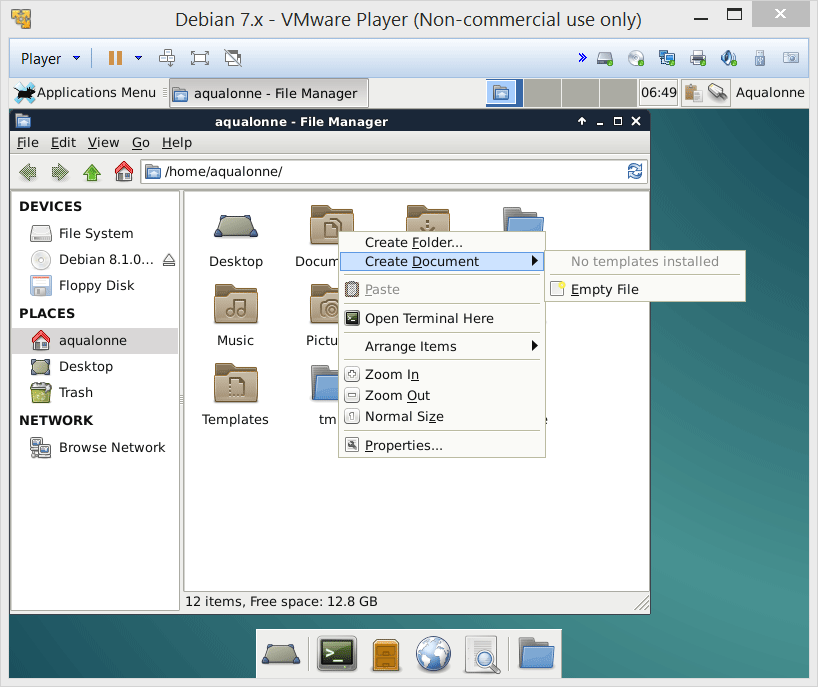 Debian 7.x - VMware Player (Non-commercial use only)
Player
Applications Menu
aqualonne - File Manager
06:49
Aqualonne
aqualonne - File Manager
File Edit View Go Help
/home/aqualonne/
DEVICES
File System
Debian 8.1.0...
Floppy Disk
PLACES
aqualonne
Desktop
Trash
NETWORK
Browse Network
Desktop
Docum
Music
Pictu
Templates
tm
Create Folder...
Create Document
Paste
Open Terminal Here
Arrange Items
Zoom In
Zoom Out
Normal Size
Properties...
No templates installed
Empty File
12 items, Free space: 12.8 GB